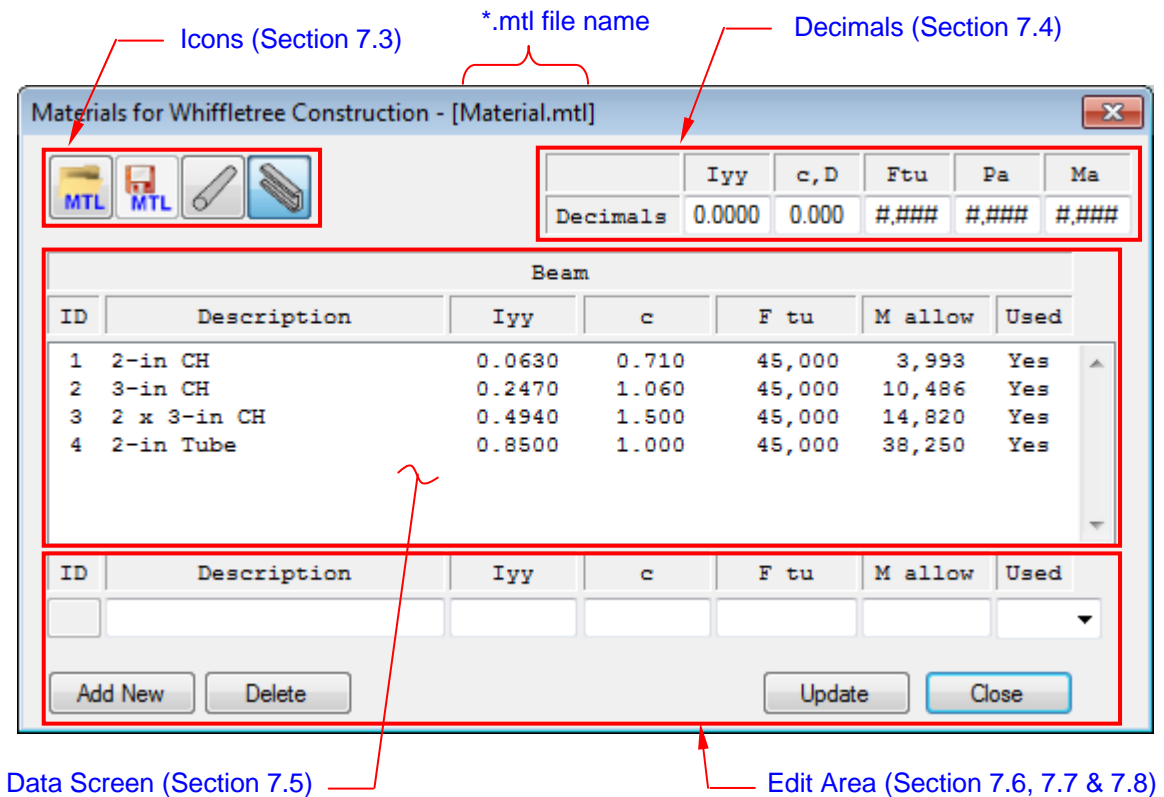 Icons (Section 7.3)
*.mtl file name
Decimals (Section 7.4)
Materials for Whiffletree Construction - [Material.mtl]
MTL MTL
Iyy c,D Ftu Pa Ma
Decimals 0.0000 0.000 #,### #,### #,###
Beam
ID Description Iyy c F tu M allow Used
1 2-in CH 0.0630 0.710 45,000 3,993 Yes
2 3-in CH 0.2470 1.060 45,000 10,486 Yes
3 2 x 3-in CH 0.4940 1.500 45,000 14,820 Yes
4 2-in Tube 0.8500 1.000 45,000 38,250 Yes
ID Description Iyy c F tu M allow Used
Add New Delete Update Close
Data Screen (Section 7.5)
Edit Area (Section 7.6, 7.7 & 7.8)